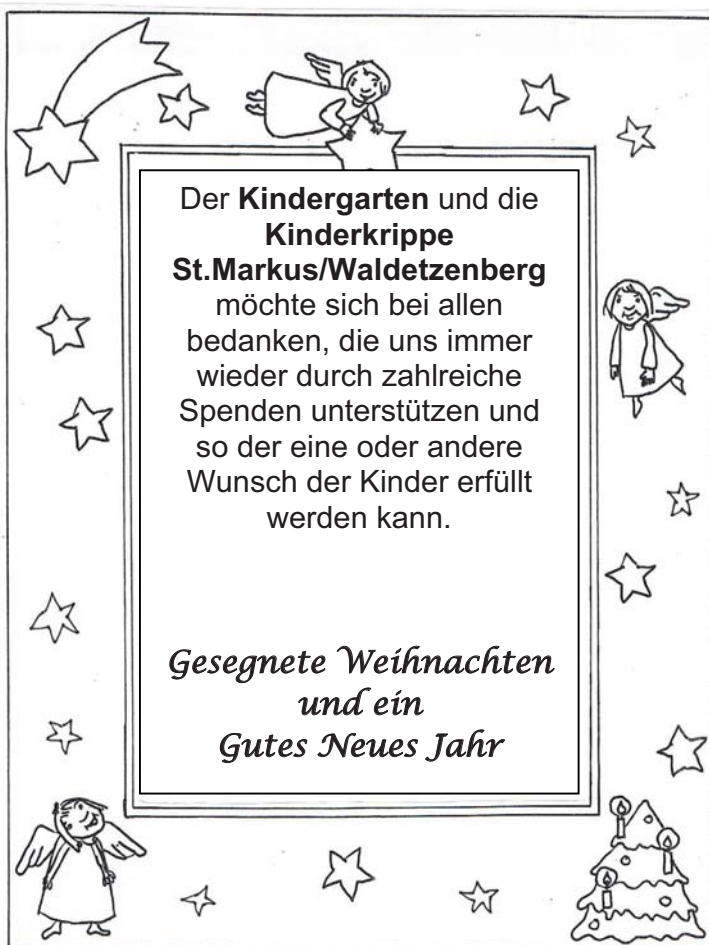 Der Kindergarten und die
Kinderkrippe
St.Markus/Waldetzenberg
möchte sich bei allen
bedanken, die uns immer
wieder durch zahlreiche
Spenden unterstützen und
so der eine oder andere
Wunsch der Kinder erfüllt
werden kann.
Gesegnete Weihnachten
und ein
Gutes Neues Jahr